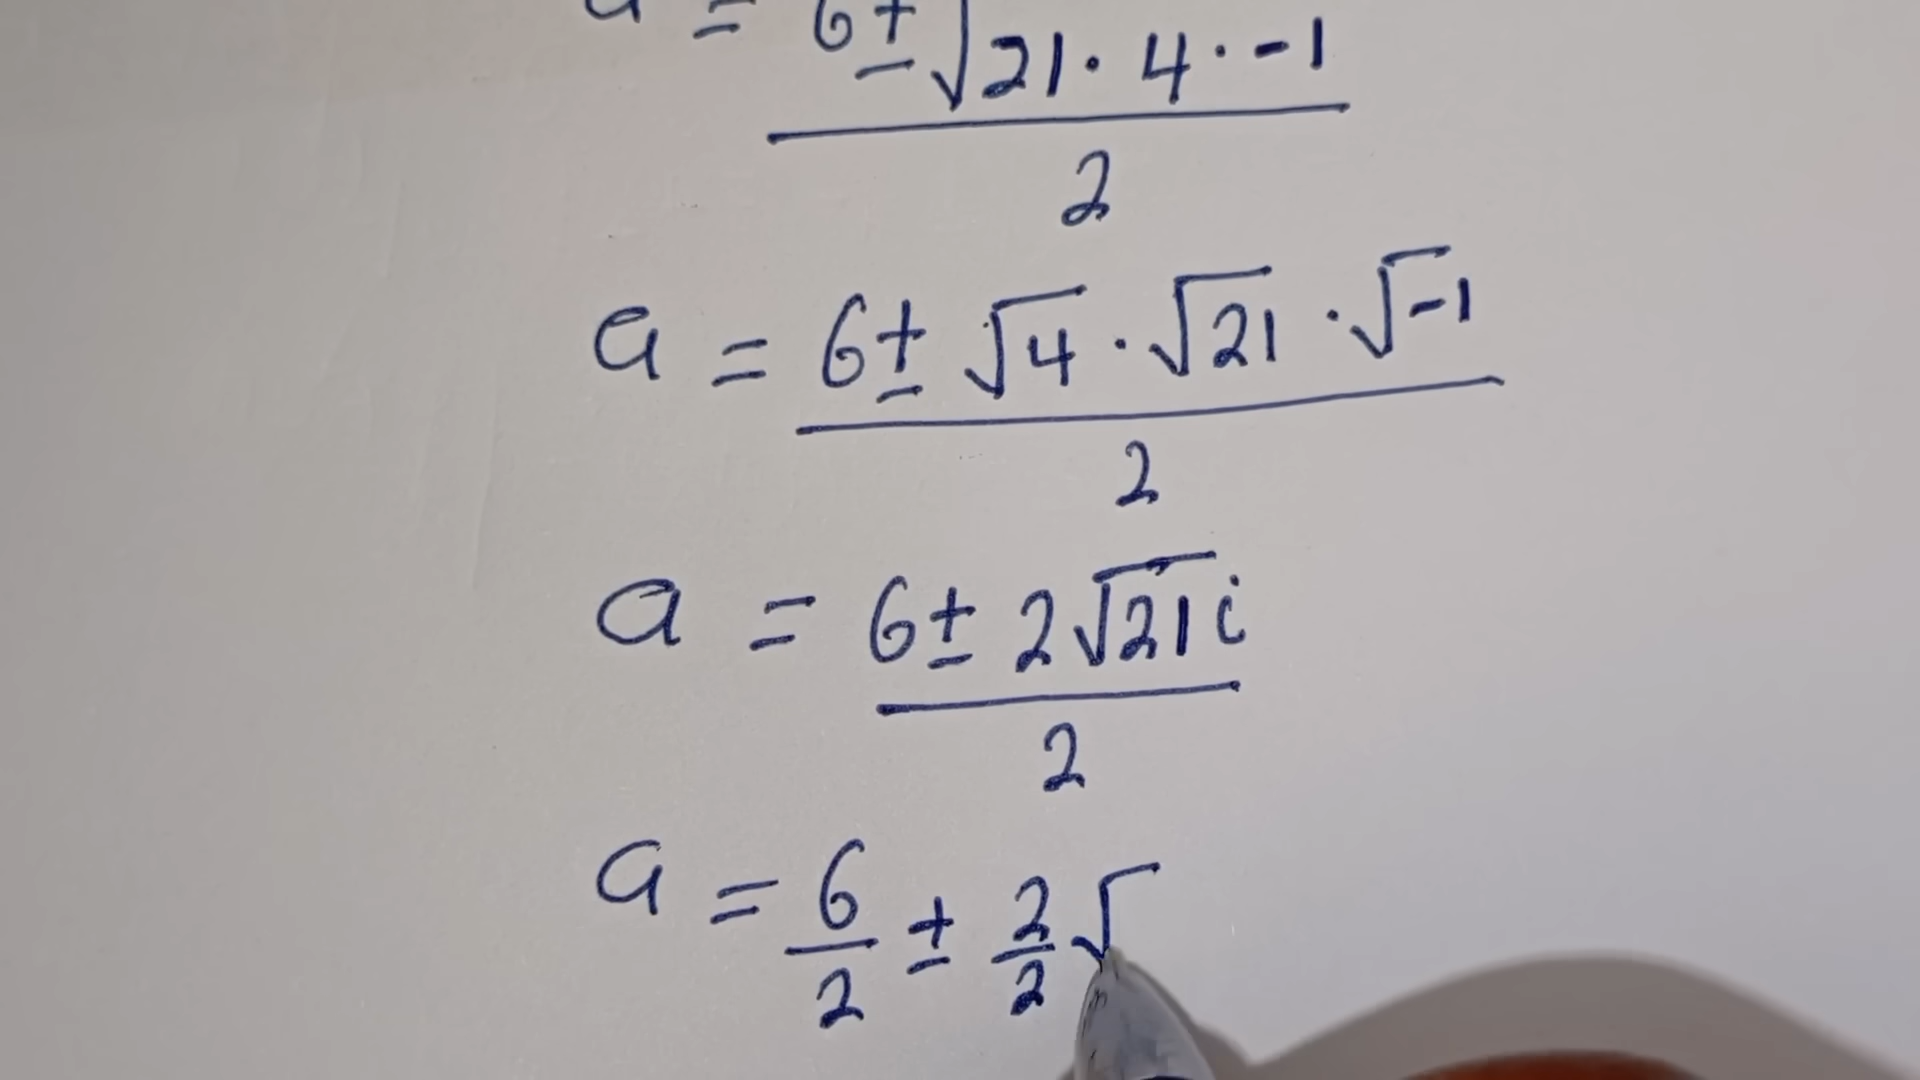 a = 6 ± √21 · 4 · -1
2
a = 6 ± √4 · √21 · √-1
2
a = 6 ± 2√21 i
2
a = 6/2 ± 2/2 √